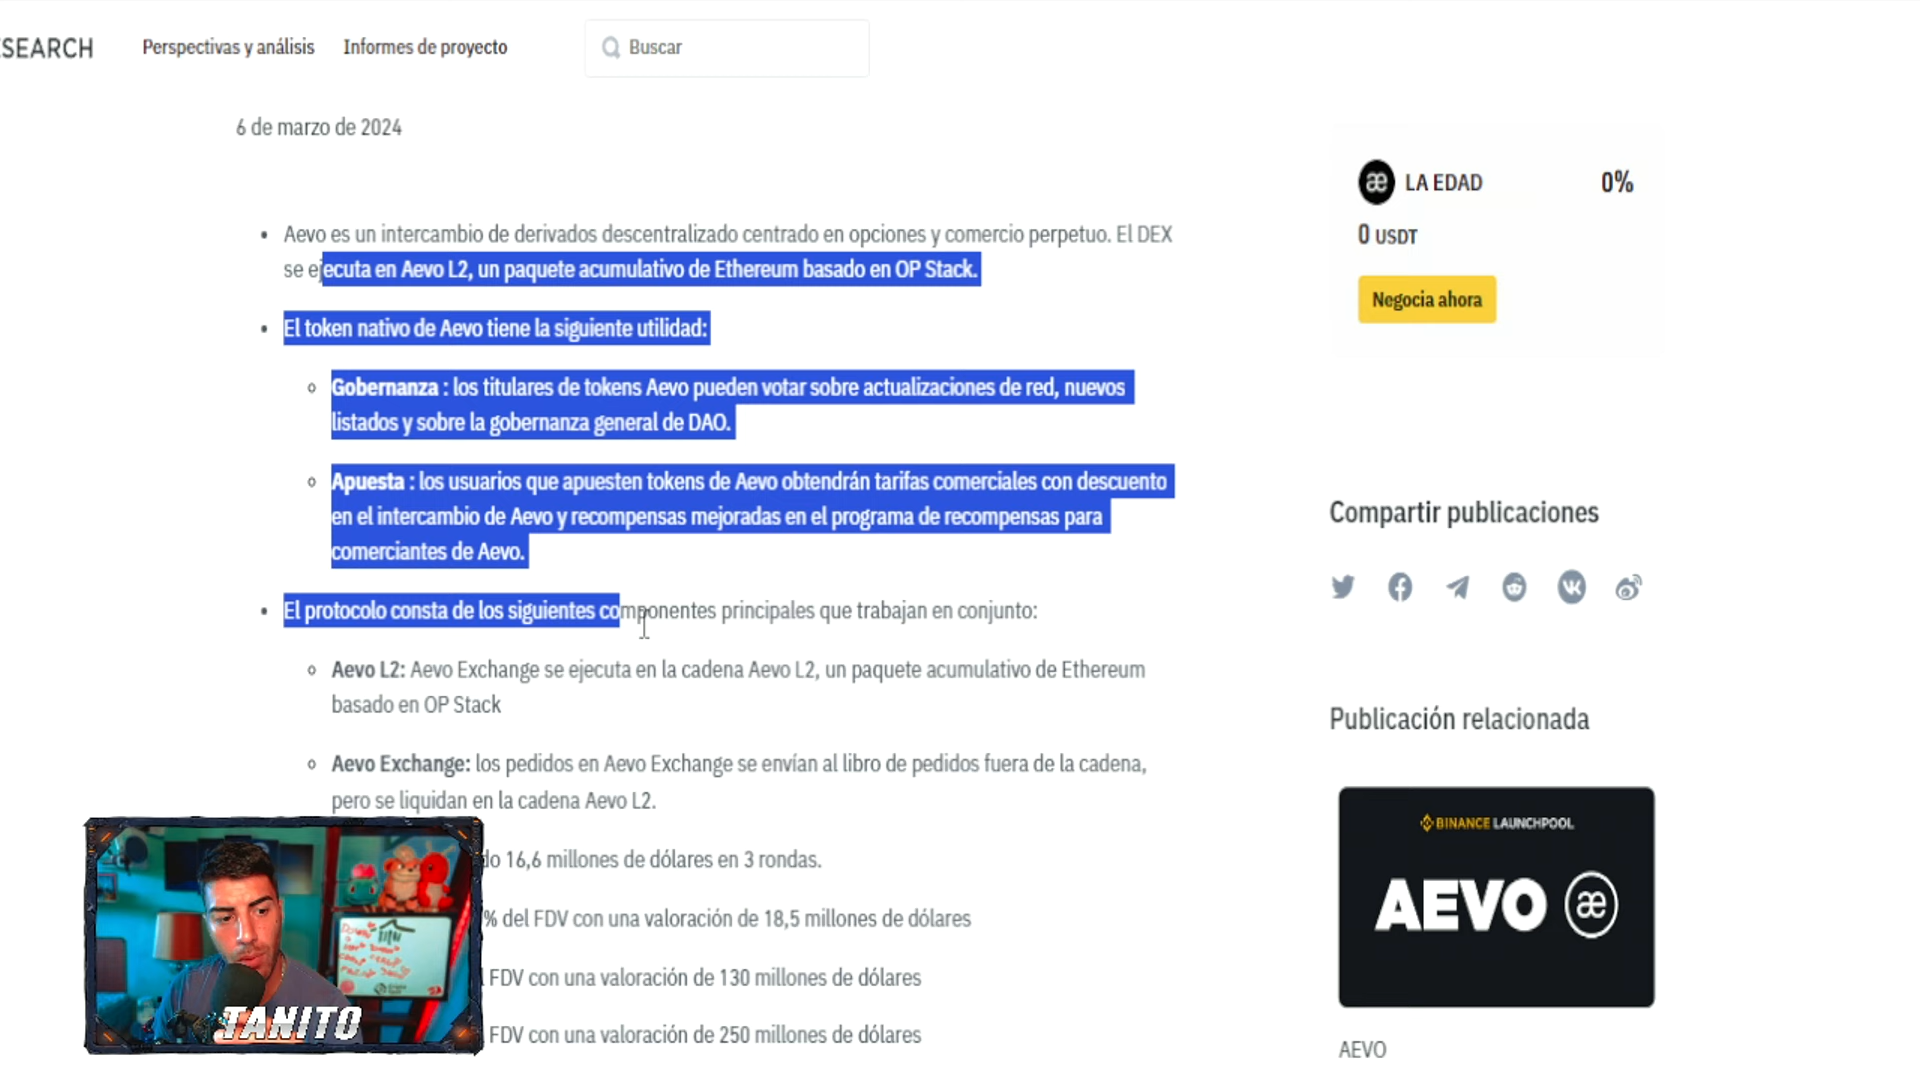 ESEARCH
Perspectivas y análisis
Informes de proyecto
Buscar
6 de marzo de 2024
Aevo es un intercambio de derivados descentralizado centrado en opciones y comercio perpetuo. El DEX
se ejecuta en Aevo L2, un paquete acumulativo de Ethereum basado en OP Stack.
El token nativo de Aevo tiene la siguiente utilidad:
Gobernanza : los titulares de tokens Aevo pueden votar sobre actualizaciones de red, nuevos
listados y sobre la gobernanza general de DAO.
Apuesta : los usuarios que apuesten tokens de Aevo obtendrán tarifas comerciales con descuento
en el intercambio de Aevo y recompensas mejoradas en el programa de recompensas para
comerciantes de Aevo.
El protocolo consta de los siguientes componentes principales que trabajan en conjunto:
Aevo L2: Aevo Exchange se ejecuta en la cadena Aevo L2, un paquete acumulativo de Ethereum
basado en OP Stack
Aevo Exchange: los pedidos en Aevo Exchange se envían al libro de pedidos fuera de la cadena,
pero se liquidan en la cadena Aevo L2.
do 16,6 millones de dólares en 3 rondas.
% del FDV con una valoración de 18,5 millones de dólares
FDV con una valoración de 130 millones de dólares
FDV con una valoración de 250 millones de dólares
TANITO
æ LA EDAD
0%
0 USDT
Negocia ahora
Compartir publicaciones
Publicación relacionada
BINANCE LAUNCHPOOL
AEVO æ
AEVO